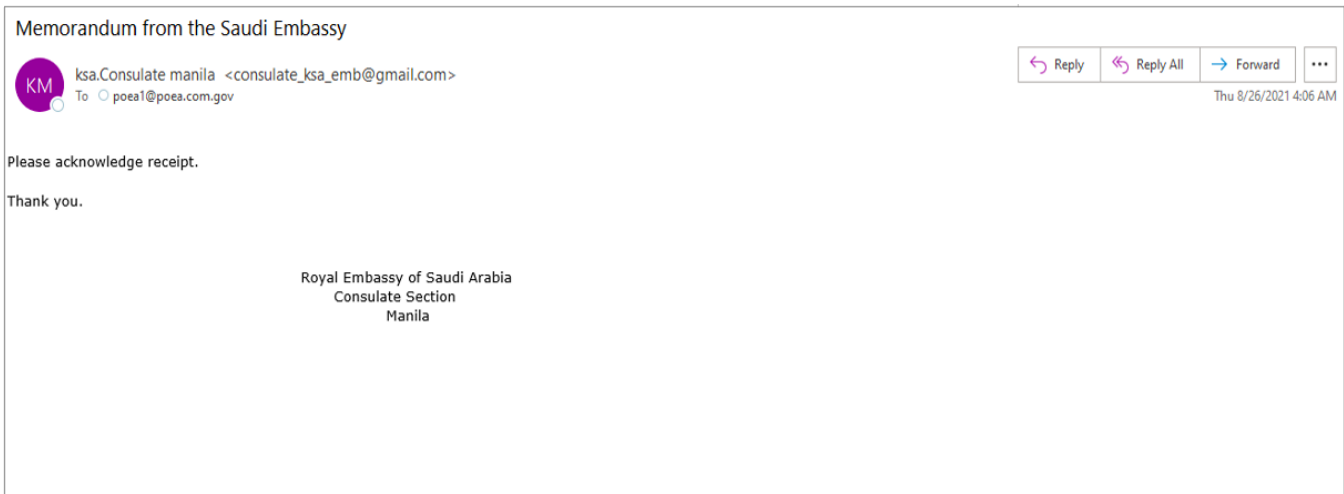 Memorandum from the Saudi Embassy
KM
ksa.Consulate manila <consulate_ksa_emb@gmail.com>
To poea1@poea.com.gov
Reply
Reply All
Forward
...
Thu 8/26/2021 4:06 AM
Please acknowledge receipt.
Thank you.
Royal Embassy of Saudi Arabia
Consulate Section
Manila